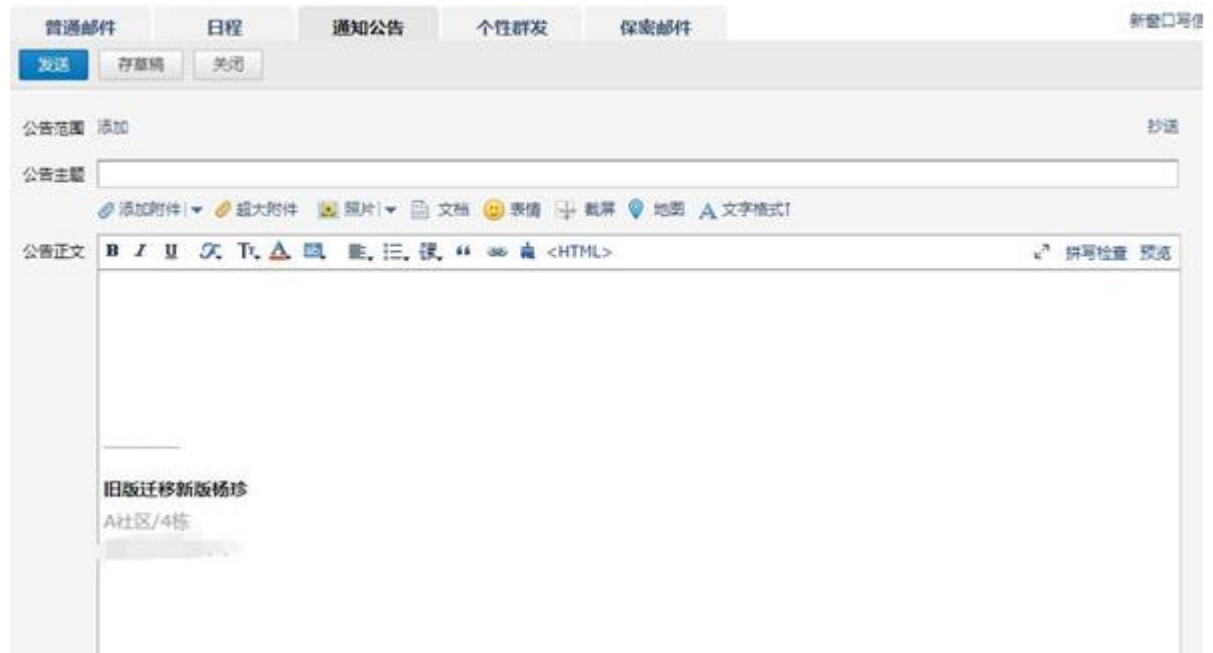 普通邮件 日程 通知公告 个性群发 保密邮件 新窗口写信
发送 存草稿 关闭
公告范围 添加 抄送
公告主题
添加附件 超大附件 照片 文档 表情 截屏 地图 A 文字格式↑
公告正文 B I U <HTML> 拼写检查 预览
旧版迁移新版杨珍
A社区/4栋